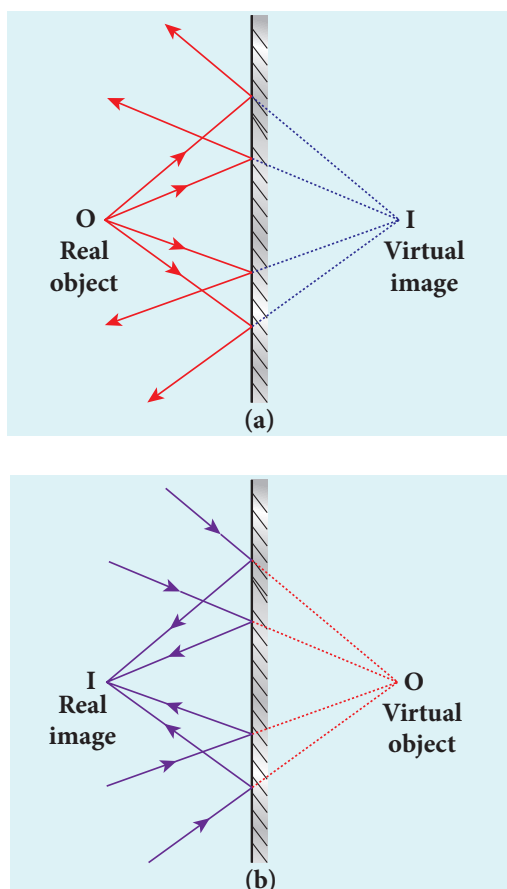 O
Real
object
I
Virtual
image
(a)
I
Real
image
O
Virtual
object
(b)